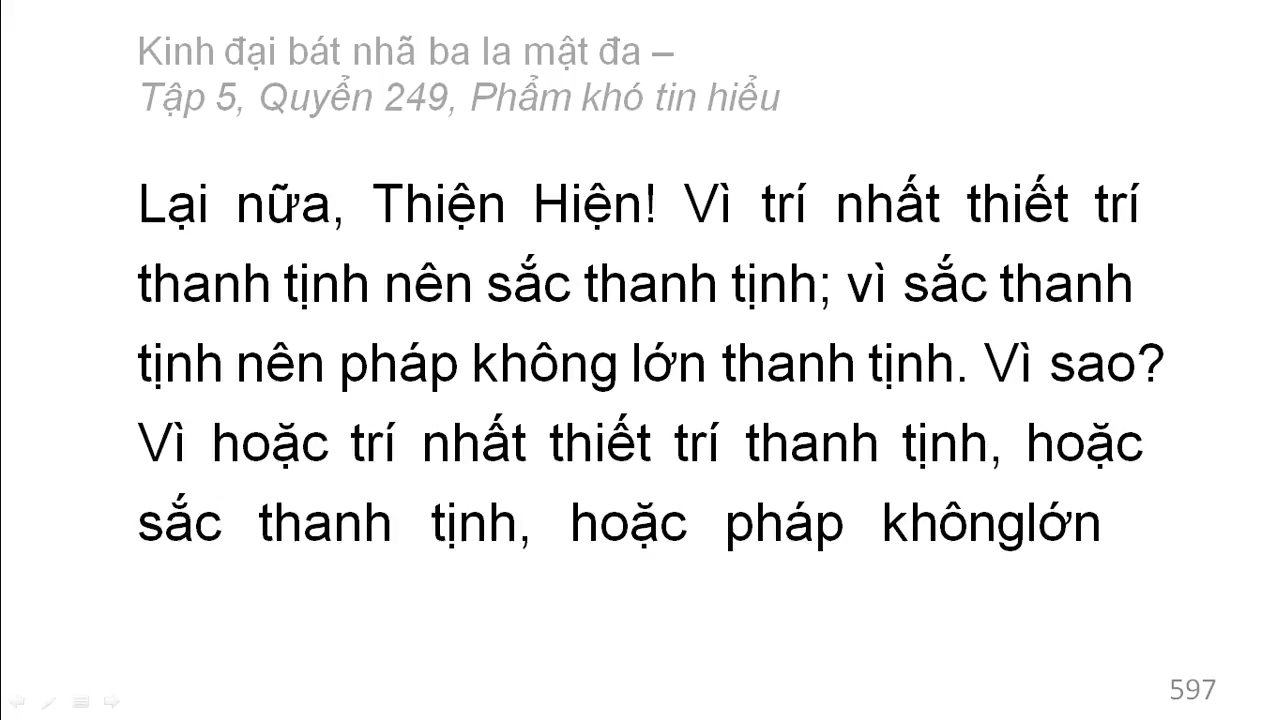 Kinh đại bát nhã ba la mật đa –
Tập 5, Quyển 249, Phẩm khó tin hiểu
Lại nữa, Thiện Hiện! Vì trí nhất thiết trí
thanh tịnh nên sắc thanh tịnh; vì sắc thanh
tịnh nên pháp không lớn thanh tịnh. Vì sao?
Vì hoặc trí nhất thiết trí thanh tịnh, hoặc
sắc thanh tịnh, hoặc pháp khônglớn
597